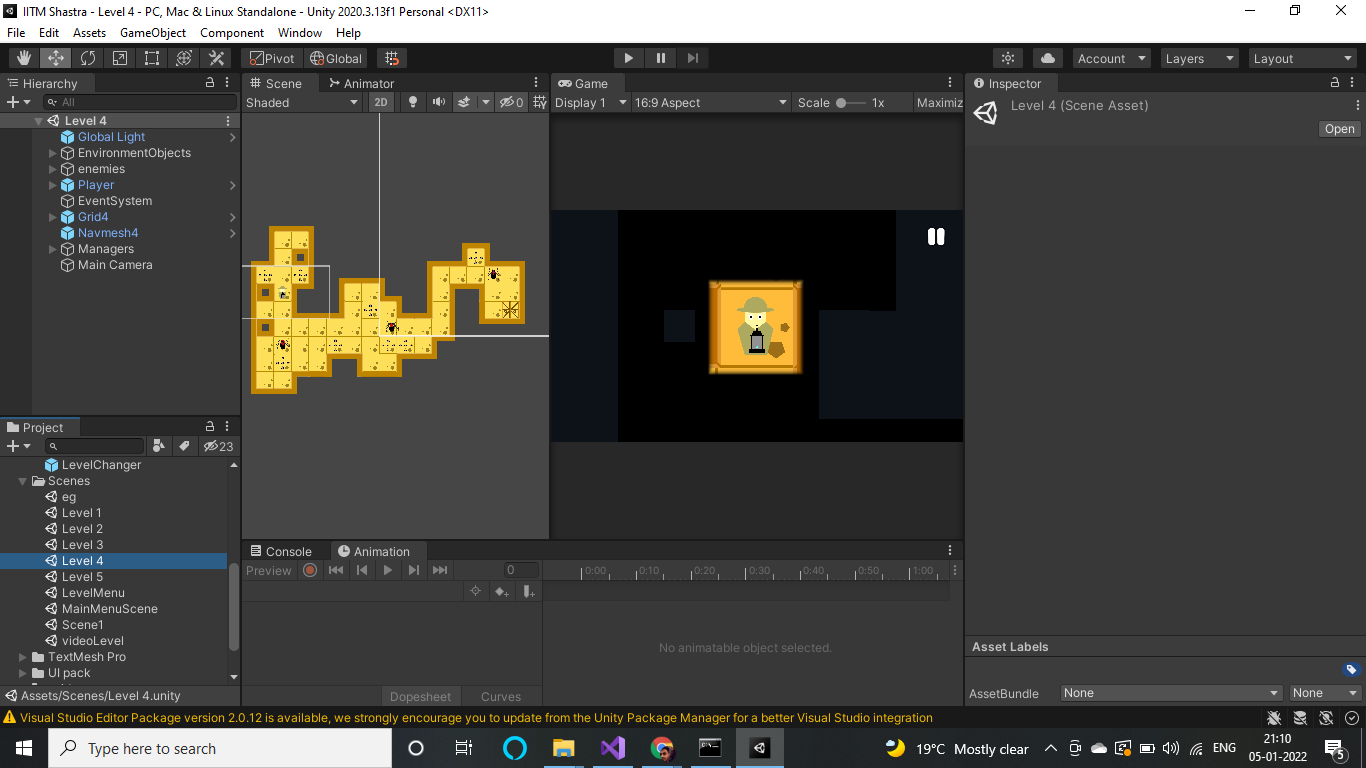 IITM Shastra - Level 4 - PC, Mac & Linux Standalone - Unity 2020.3.13f1 Personal <DX11>
File Edit Assets GameObject Component Window Help
Pivot Global Account Layers Layout
Hierarchy
All
Level 4
Global Light
EnvironmentObjects
enemies
Player
EventSystem
Grid4
Navmesh4
Managers
Main Camera
Scene Animator
Shaded 2D 0
Game
Display 1 16:9 Aspect Scale 1x Maximiz
Inspector
Level 4 (Scene Asset)
Open
Project
23
LevelChanger
Scenes
eg
Level 1
Level 2
Level 3
Level 4
Level 5
LevelMenu
MainMenuScene
Scene1
videoLevel
TextMesh Pro
UI pack
Assets/Scenes/Level 4.unity
Console Animation
Preview 0 0:00 0:10 0:20 0:30 0:40 0:50 1:00
No animatable object selected.
Dopesheet Curves
Asset Labels
AssetBundle None None
Visual Studio Editor Package version 2.0.12 is available, we strongly encourage you to update from the Unity Package Manager for a better Visual Studio integration
Type here to search
19°C Mostly clear
ENG
21:10
05-01-2022
5